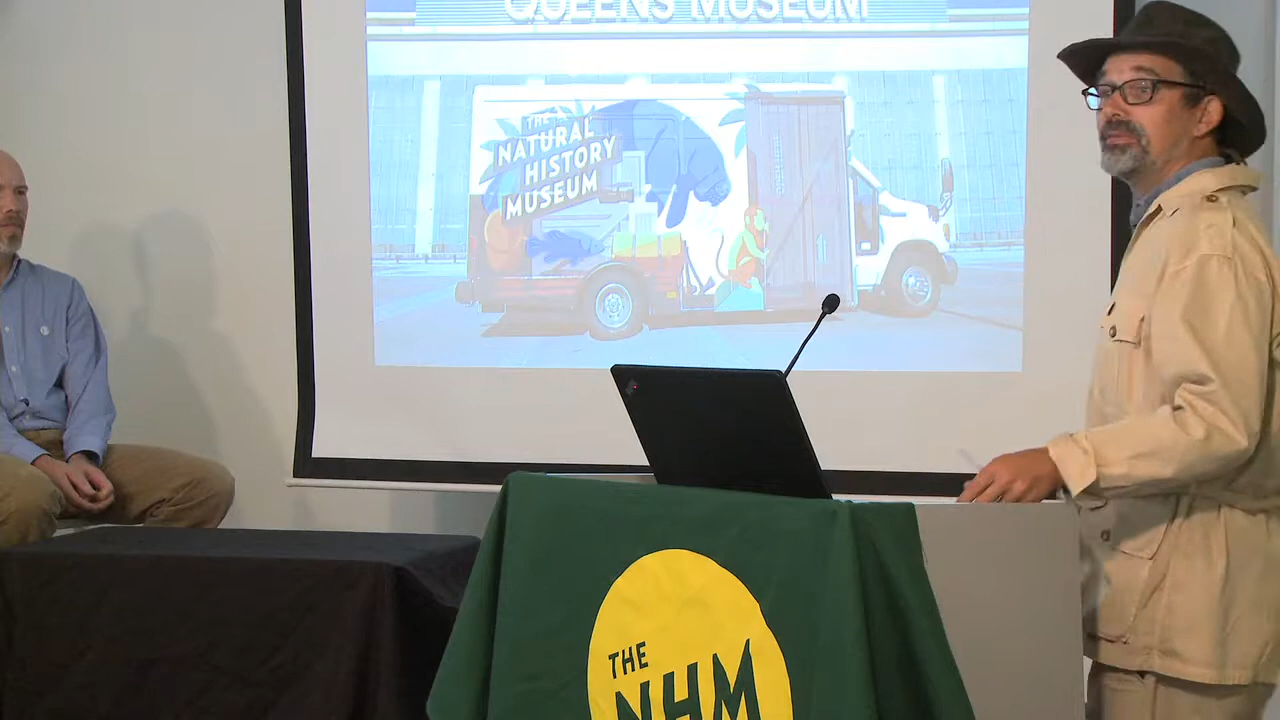 QUEENS MUSEUM
THE
NATURAL
HISTORY
MUSEUM
THE
NHM